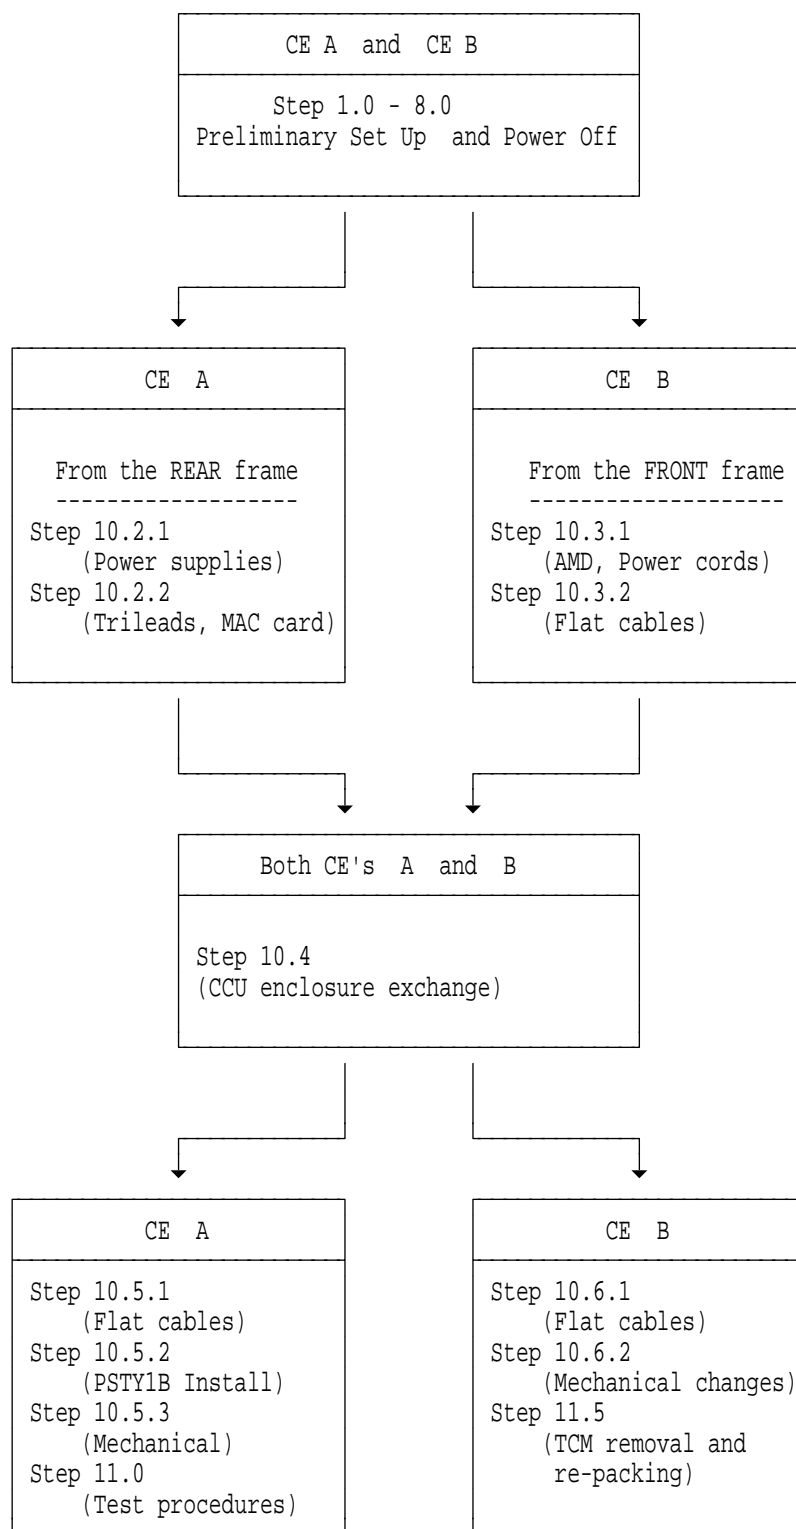 CE A and CE B
Step 1.0 - 8.0
Preliminary Set Up and Power Off
CE A
From the REAR frame
-------------------
Step 10.2.1
(Power supplies)
Step 10.2.2
(Trileads, MAC card)
CE B
From the FRONT frame
--------------------
Step 10.3.1
(AMD, Power cords)
Step 10.3.2
(Flat cables)
Both CE's A and B
Step 10.4
(CCU enclosure exchange)
CE A
Step 10.5.1
(Flat cables)
Step 10.5.2
(PSTY1B Install)
Step 10.5.3
(Mechanical)
Step 11.0
(Test procedures)
CE B
Step 10.6.1
(Flat cables)
Step 10.6.2
(Mechanical changes)
Step 11.5
(TCM removal and
re-packing)